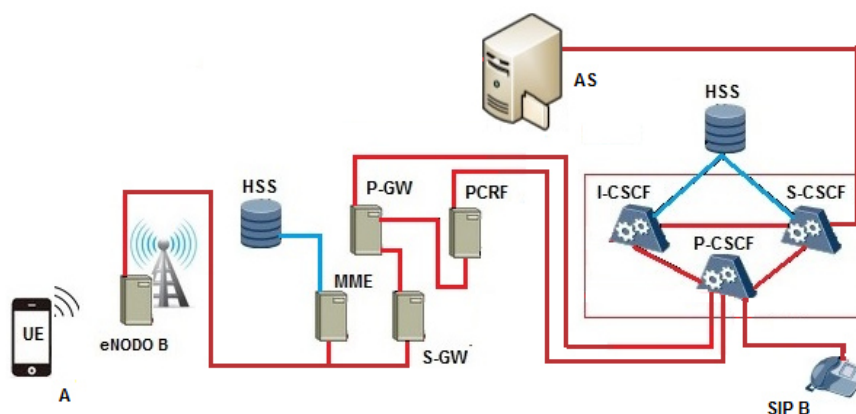 AS
HSS
HSS
P-GW
PCRF
I-CSCF
S-CSCF
P-CSCF
MME
UE
eNODO B
S-GW
A
SIP B